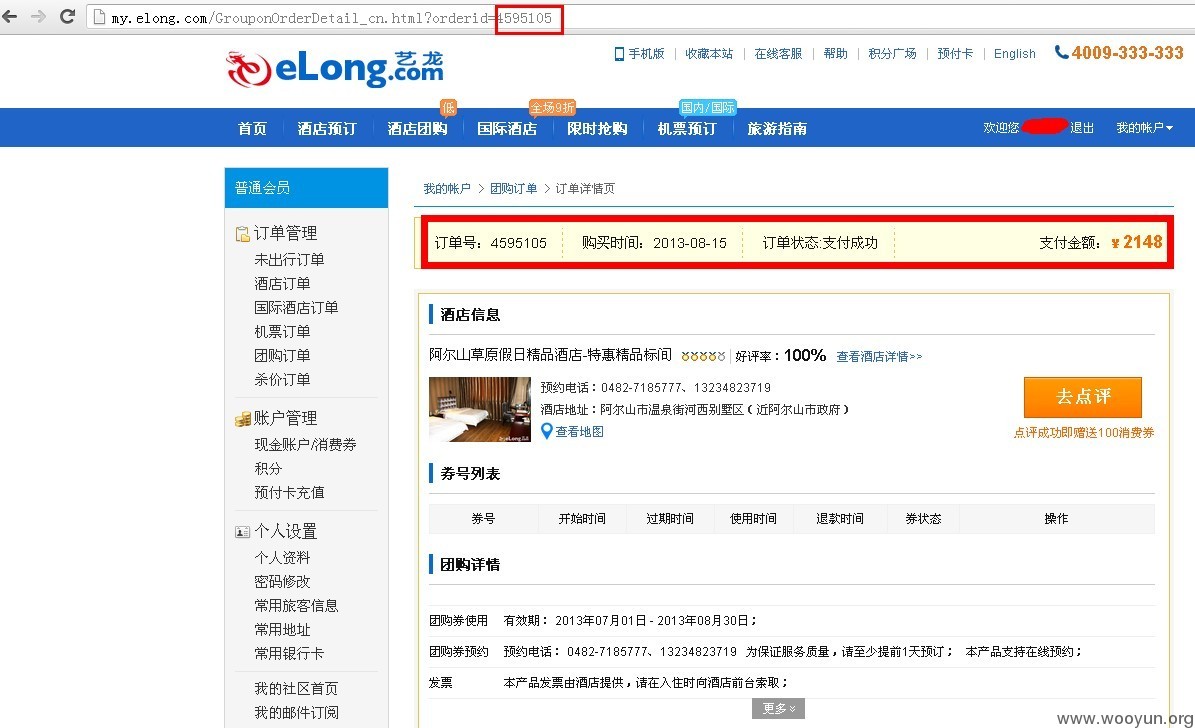 my.elong.com/GrouponOrderDetail_cn.html?orderid=4595105
eLong.com 艺龙
手机版 收藏本站 在线客服 帮助 积分广场 预付卡 English 4009-333-333
低 全场9折 国内/国际
首页 酒店预订 酒店团购 国际酒店 限时抢购 机票预订 旅游指南 欢迎您 退出 我的帐户
普通会员
我的帐户 > 团购订单 > 订单详情页
订单管理
未出行订单
酒店订单
国际酒店订单
机票订单
团购订单
杀价订单
账户管理
现金账户/消费券
积分
预付卡充值
个人设置
个人资料
密码修改
常用旅客信息
常用地址
常用银行卡
我的社区首页
我的邮件订阅
订单号：4595105 购买时间：2013-08-15 订单状态:支付成功 支付金额：¥2148
酒店信息
阿尔山草原假日精品酒店-特惠精品标间 好评率：100% 查看酒店详情>>
预约电话：0482-7185777、13234823719
酒店地址：阿尔山市温泉街河西别墅区（近阿尔山市政府）
查看地图
eLong艺龙
去点评
点评成功即赠送100消费券
券号列表
券号 开始时间 过期时间 使用时间 退款时间 券状态 操作
团购详情
团购券使用 有效期： 2013年07月01日 - 2013年08月30日；
团购券预约 预约电话： 0482-7185777、13234823719 为保证服务质量，请至少提前1天预订； 本产品支持在线预约；
发票 本产品发票由酒店提供，请在入住时向酒店前台索取；
更多
www.wooyun.org